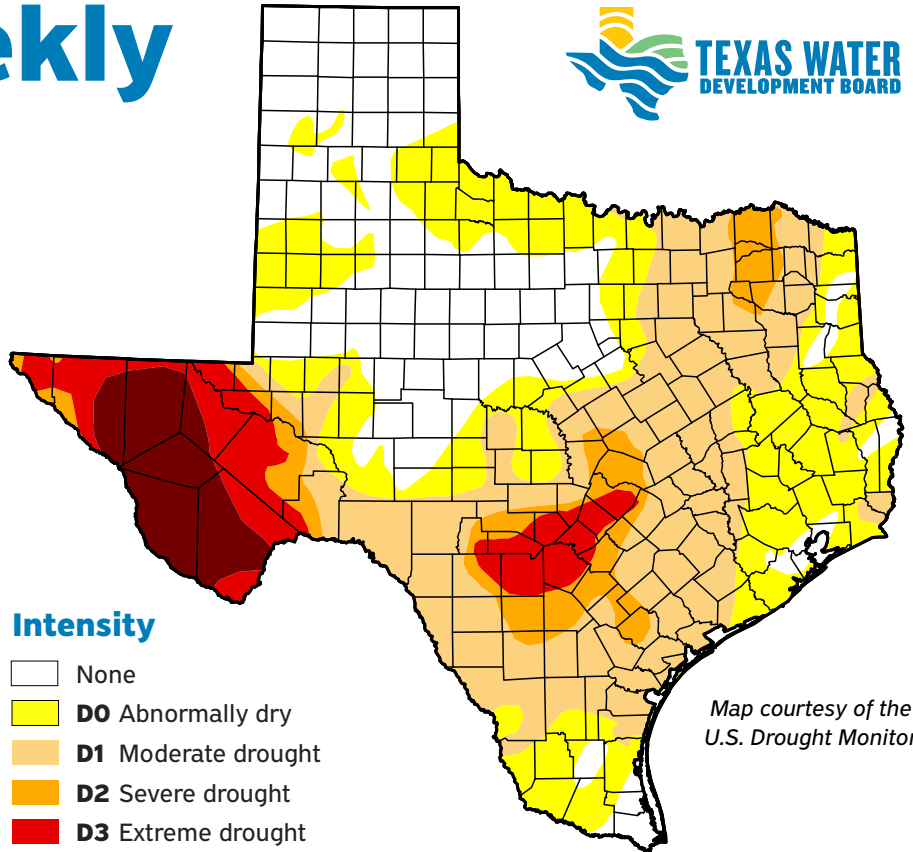 ekly
TEXAS WATER
DEVELOPMENT BOARD
Intensity
None
D0 Abnormally dry
D1 Moderate drought
D2 Severe drought
D3 Extreme drought
Map courtesy of the
U.S. Drought Monitor